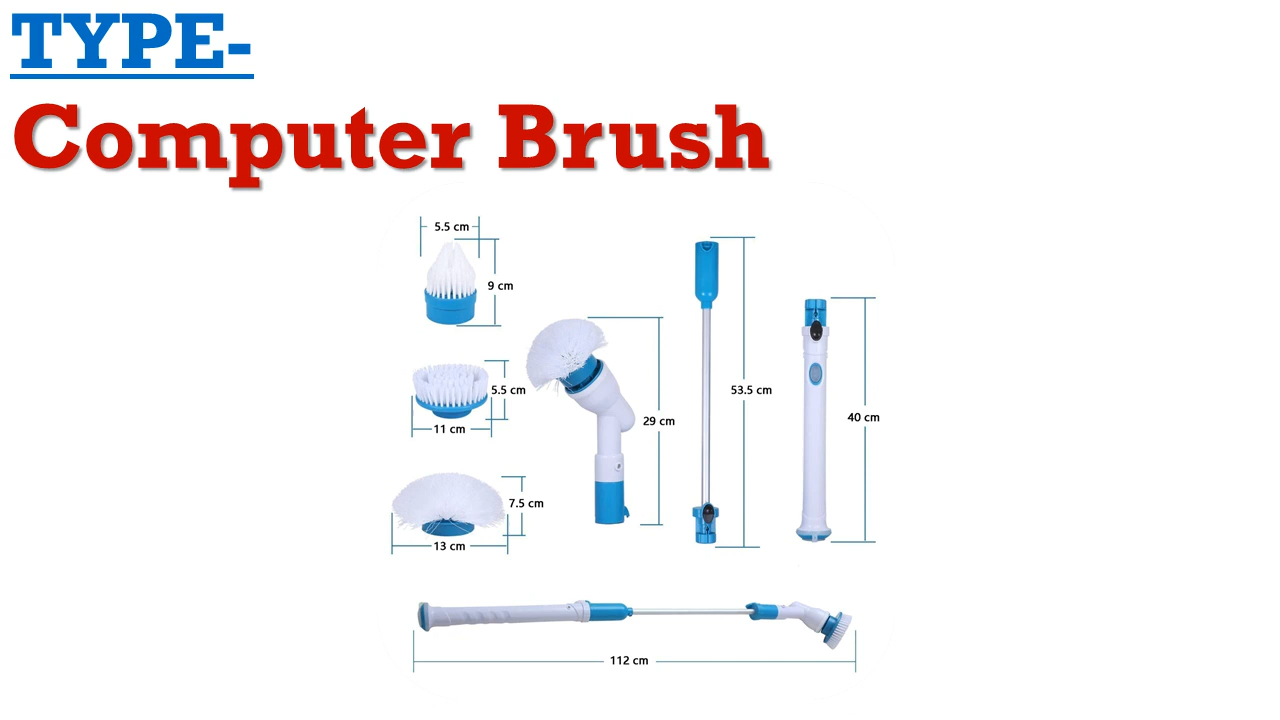 TYPE-
Computer Brush
5.5 cm
9 cm
5.5 cm
11 cm
7.5 cm
13 cm
29 cm
53.5 cm
40 cm
112 cm